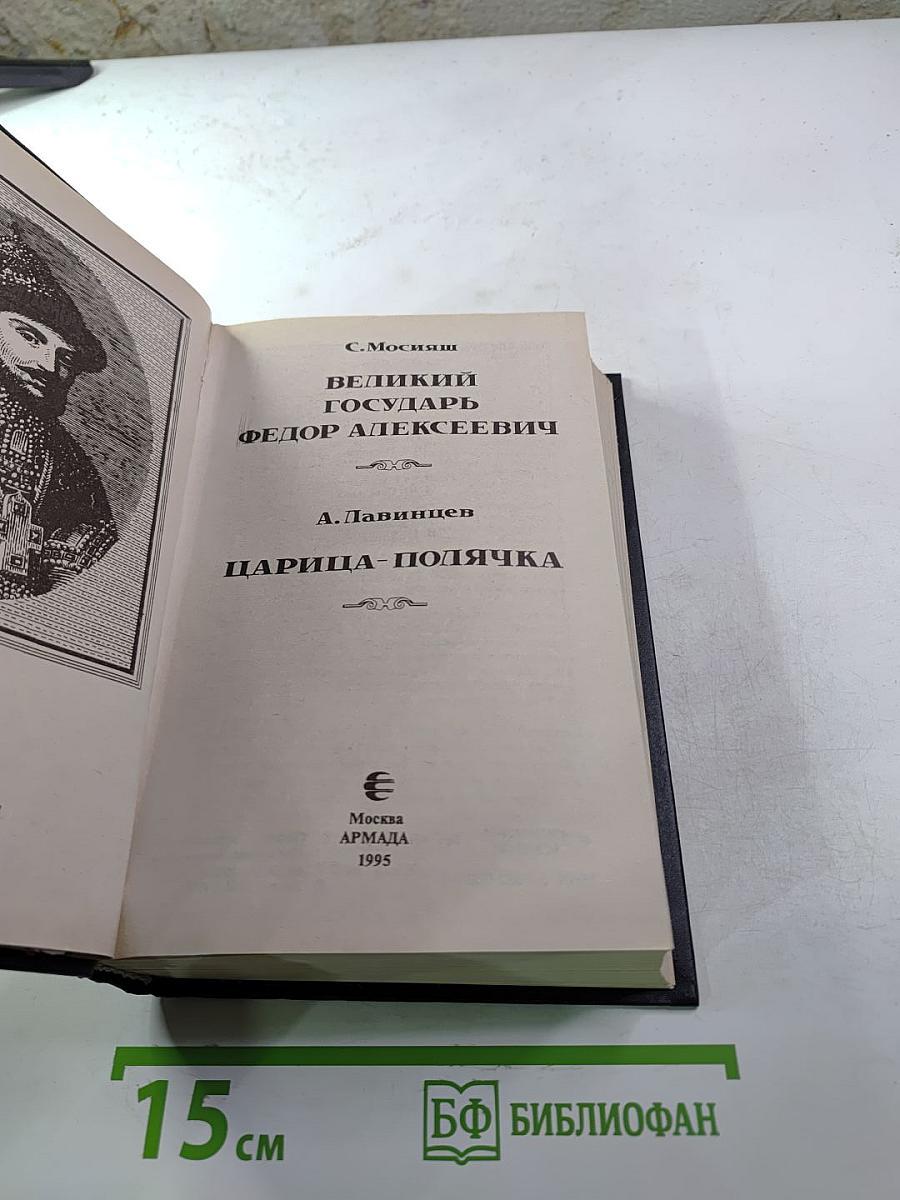 С.Мосияш
ВЕЛИКИЙ
ГОСУДАРЬ
ФЕДОР АЛЕКСЕЕВИЧ
А.Лавинцев
ЦАРИЦА-ПОЛЯЧКА
Москва
АРМАДА
1995
15 см
БФ БИБЛИОФАН